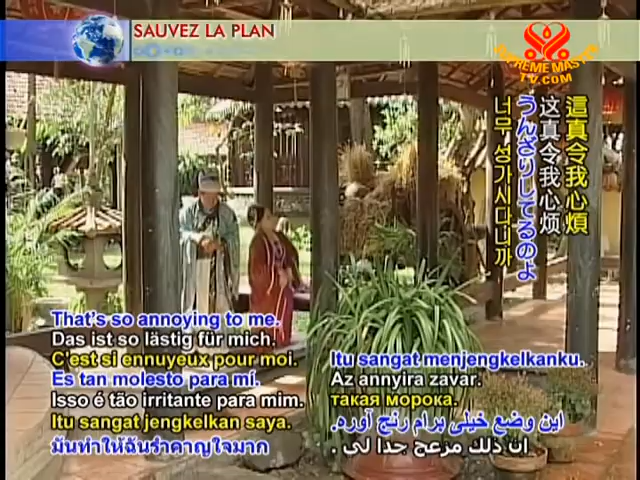 SAUVEZ LA PLAN
SUPREME MASTER
TV.COM
這真令我心煩
这真令我心烦
うんざりしてるのよ
너무 성가시다니까
That's so annoying to me.
Das ist so lästig für mich.
C'est si ennuyeux pour moi.
Es tan molesto para mí.
Isso é tão irritante para mim.
Itu sangat jengkelkan saya.
มันทำให้ฉันรำคาญใจมาก
Itu sangat menjengkelkanku.
Az annyira zavar.
такава морока.
این وضع خیلی برام رنج آوره.
ان ذلك مزعج جدا لي.